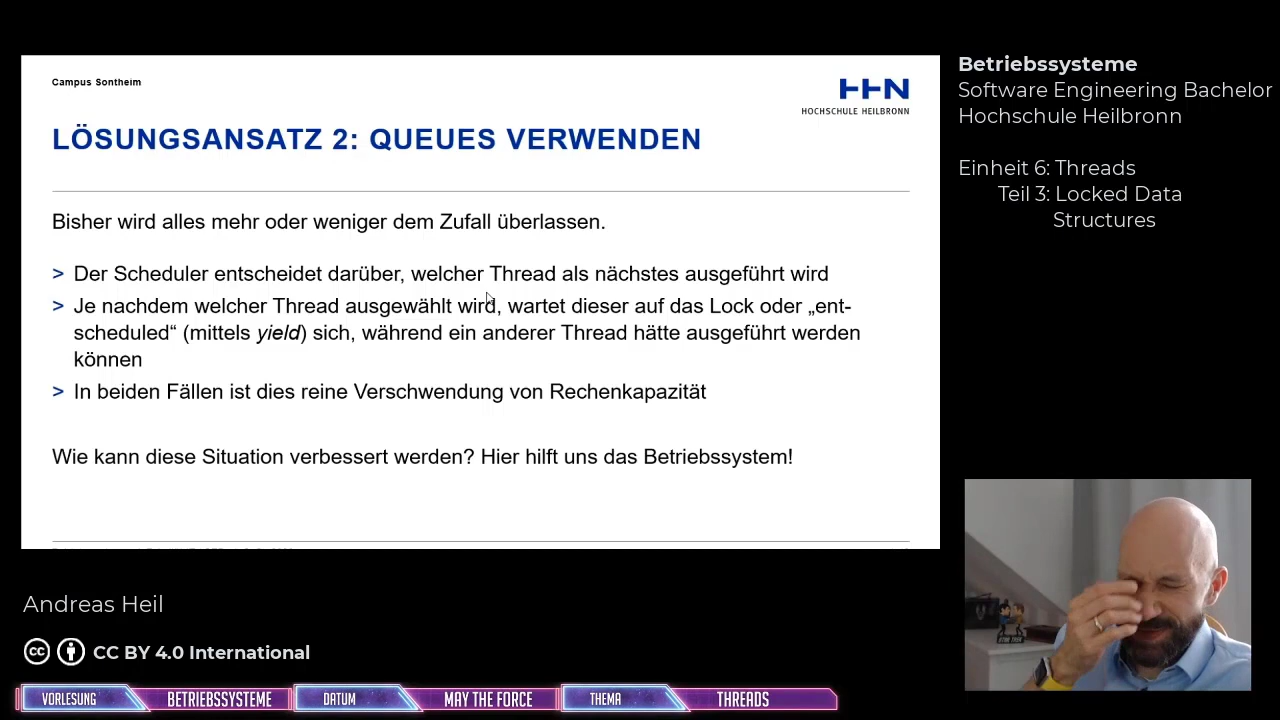 Campus Sontheim
HHN
HOCHSCHULE HEILBRONN
LÖSUNGSANSATZ 2: QUEUES VERWENDEN
Bisher wird alles mehr oder weniger dem Zufall überlassen.
> Der Scheduler entscheidet darüber, welcher Thread als nächstes ausgeführt wird
> Je nachdem welcher Thread ausgewählt wird, wartet dieser auf das Lock oder „ent-
scheduled“ (mittels yield) sich, während ein anderer Thread hätte ausgeführt werden
können
> In beiden Fällen ist dies reine Verschwendung von Rechenkapazität
Wie kann diese Situation verbessert werden? Hier hilft uns das Betriebssystem!
Betriebssysteme
Software Engineering Bachelor
Hochschule Heilbronn
Einheit 6: Threads
Teil 3: Locked Data
Structures
STAR TREK
Andreas Heil
cc CC BY 4.0 International
VORLESUNG BETRIEBSSYSTEME DATUM MAY THE FORCE THEMA THREADS